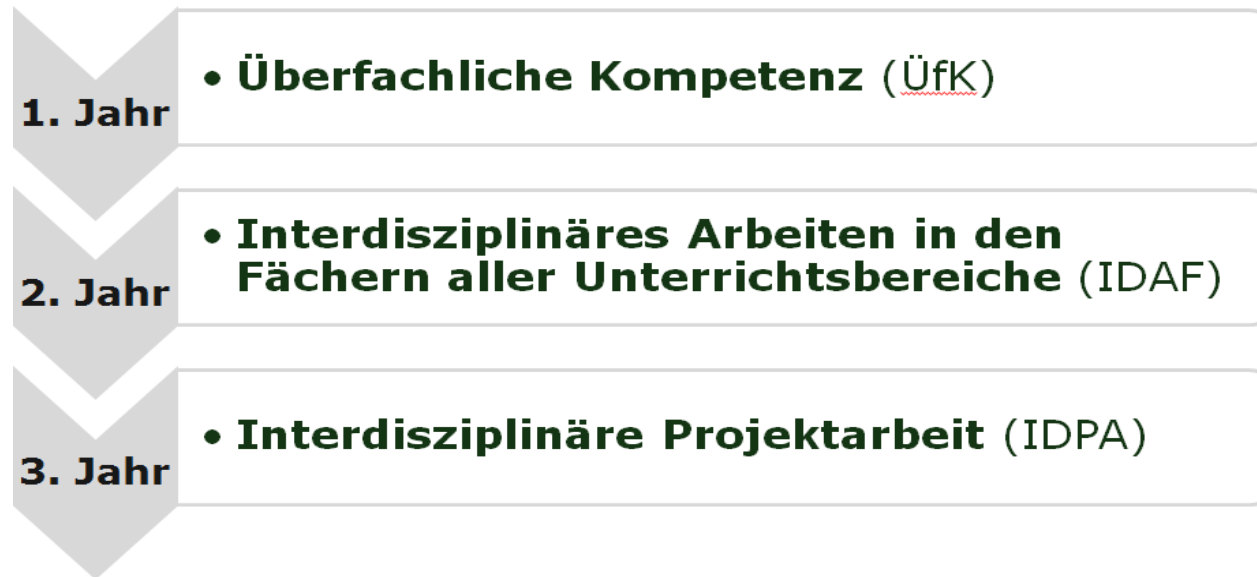 1. Jahr
• Überfachliche Kompetenz (ÜfK)
2. Jahr
• Interdisziplinäres Arbeiten in den
Fächern aller Unterrichtsbereiche (IDAF)
3. Jahr
• Interdisziplinäre Projektarbeit (IDPA)